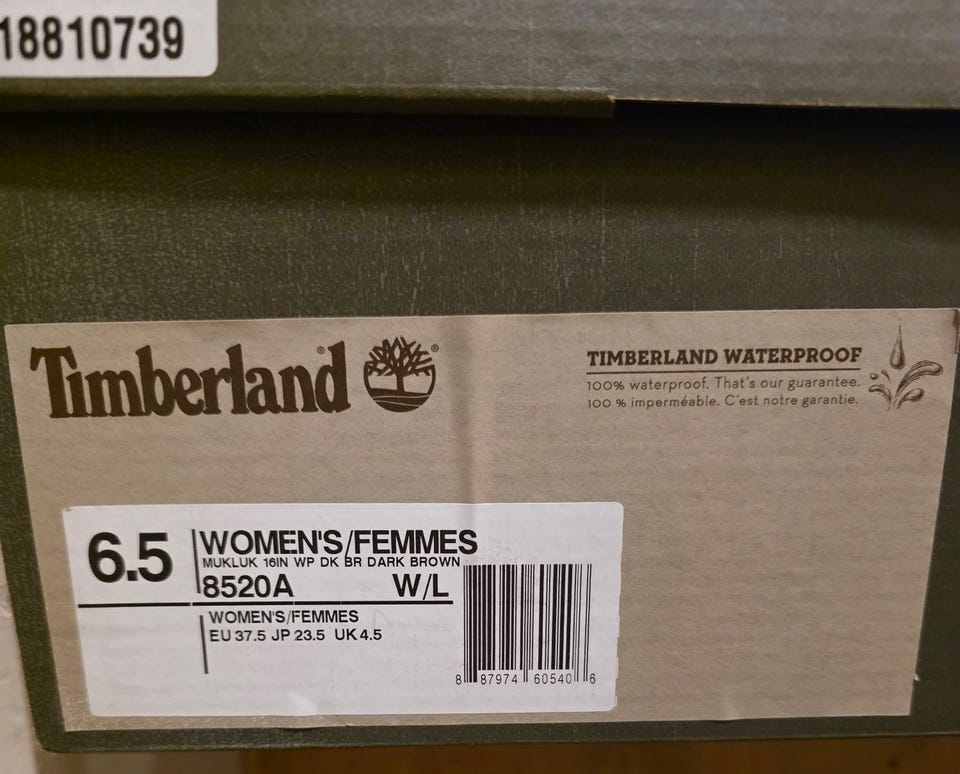 18810739
Timberland®
TIMBERLAND WATERPROOF
100% waterproof. That's our guarantee.
100 % imperméable. C'est notre garantie.
6.5
WOMEN'S/FEMMES
MUKLUK 16IN WP DK BR DARK BROWN
8520A W/L
WOMEN'S/FEMMES
EU 37.5 JP 23.5 UK 4.5
8 87974 60540 6